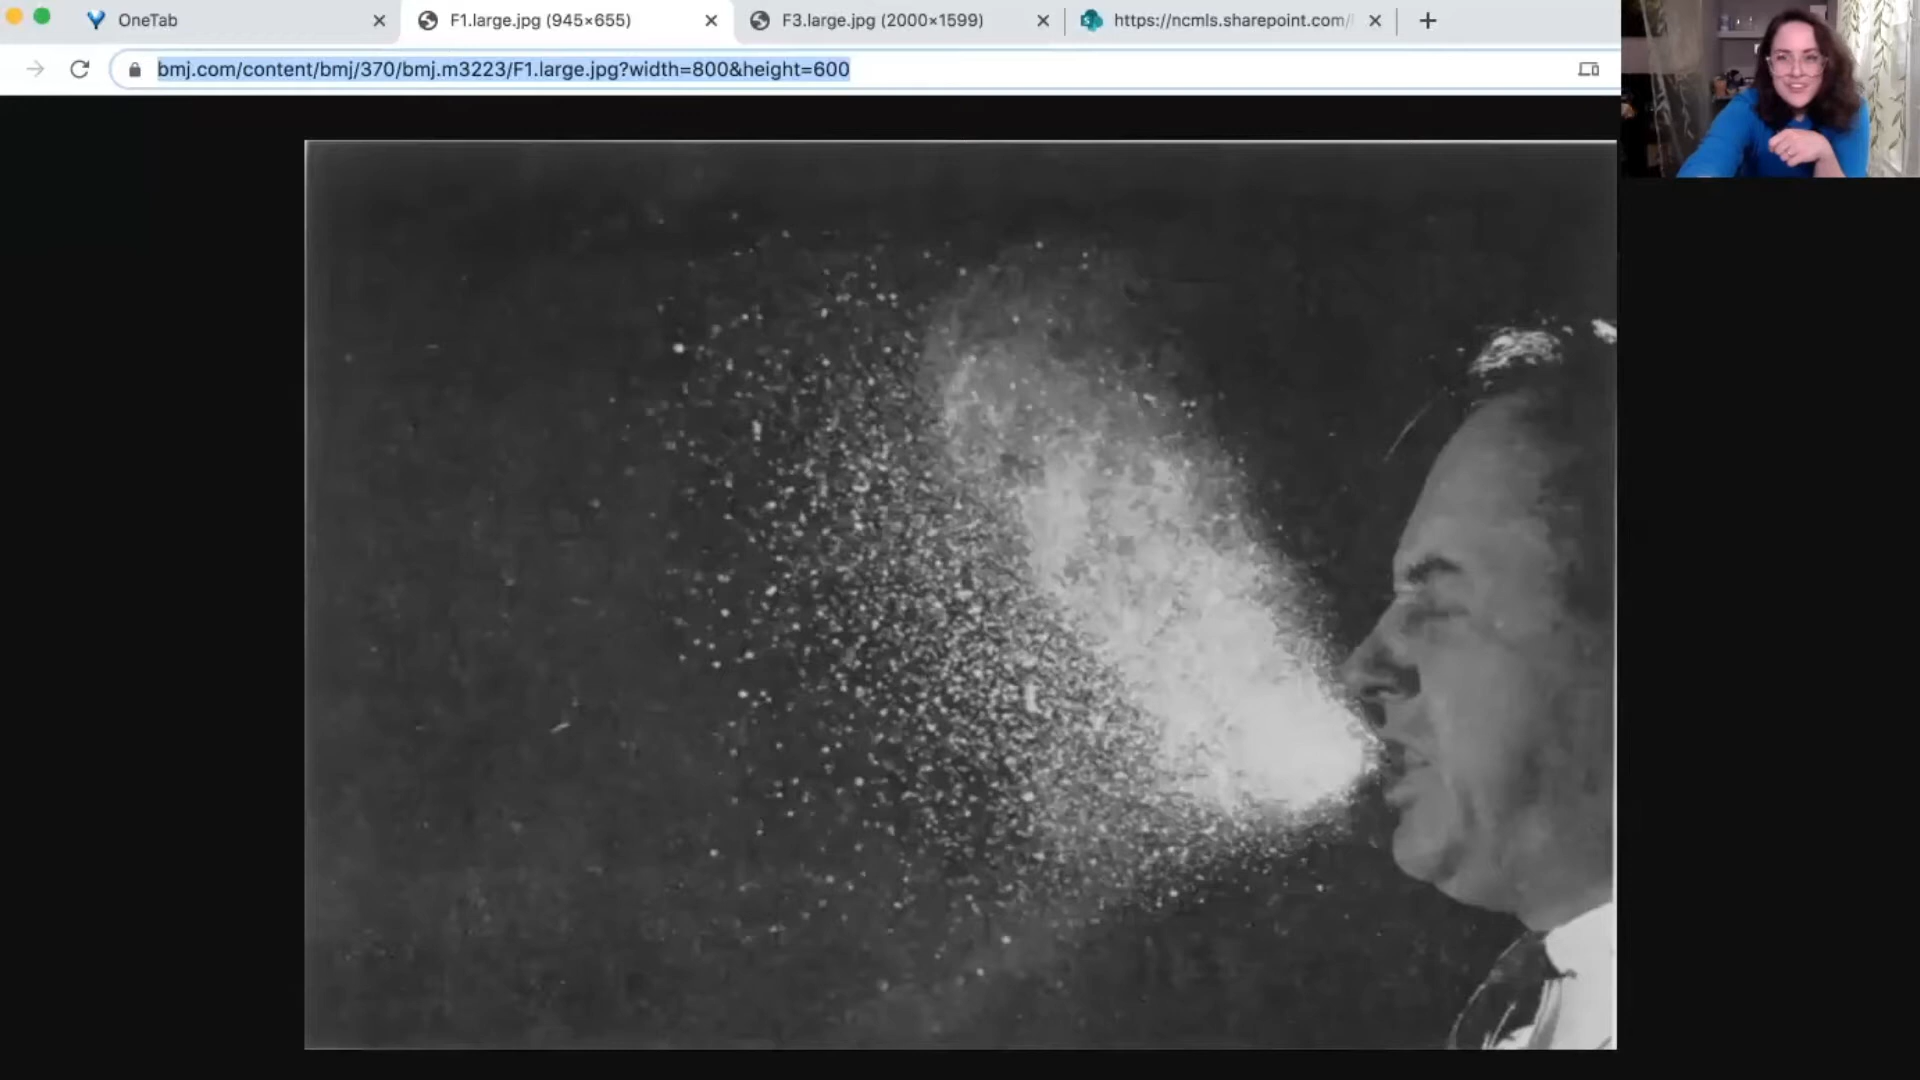 OneTab
F1.large.jpg (945×655)
F3.large.jpg (2000×1599)
https://ncmls.sharepoint.com/
bmj.com/content/bmj/370/bmj.m3223/F1.large.jpg?width=800&height=600